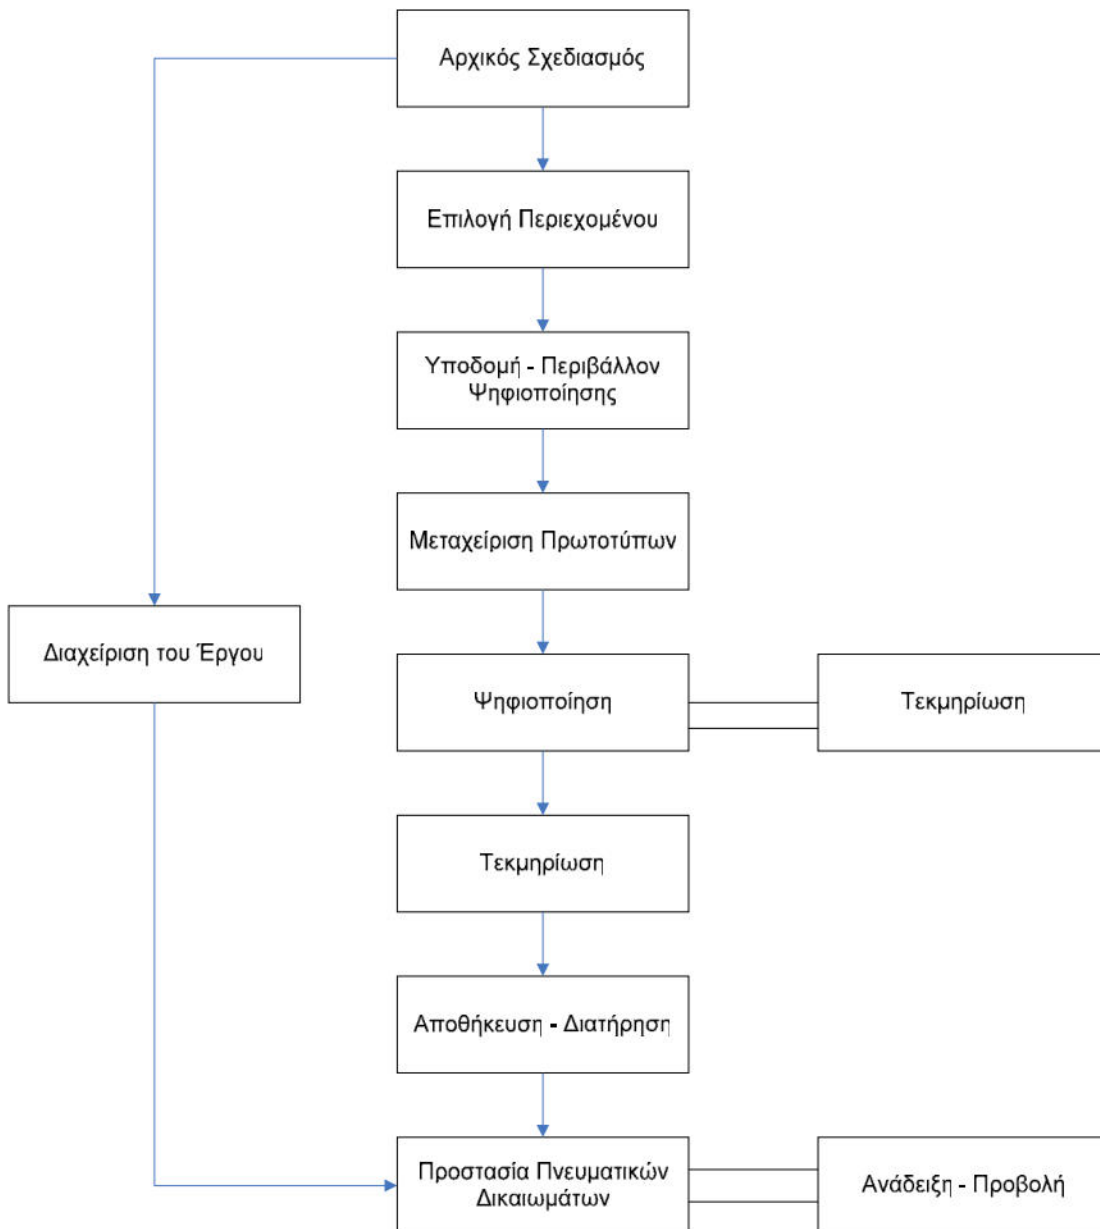 Αρχικός Σχεδιασμός
Επιλογή Περιεχομένου
Υποδομή - Περιβάλλον
Ψηφιοποίησης
Μεταχείριση Πρωτοτύπων
Διαχείριση του Έργου
Ψηφιοποίηση
Τεκμηρίωση
Τεκμηρίωση
Αποθήκευση - Διατήρηση
Προστασία Πνευματικών
Δικαιωμάτων
Ανάδειξη - Προβολή